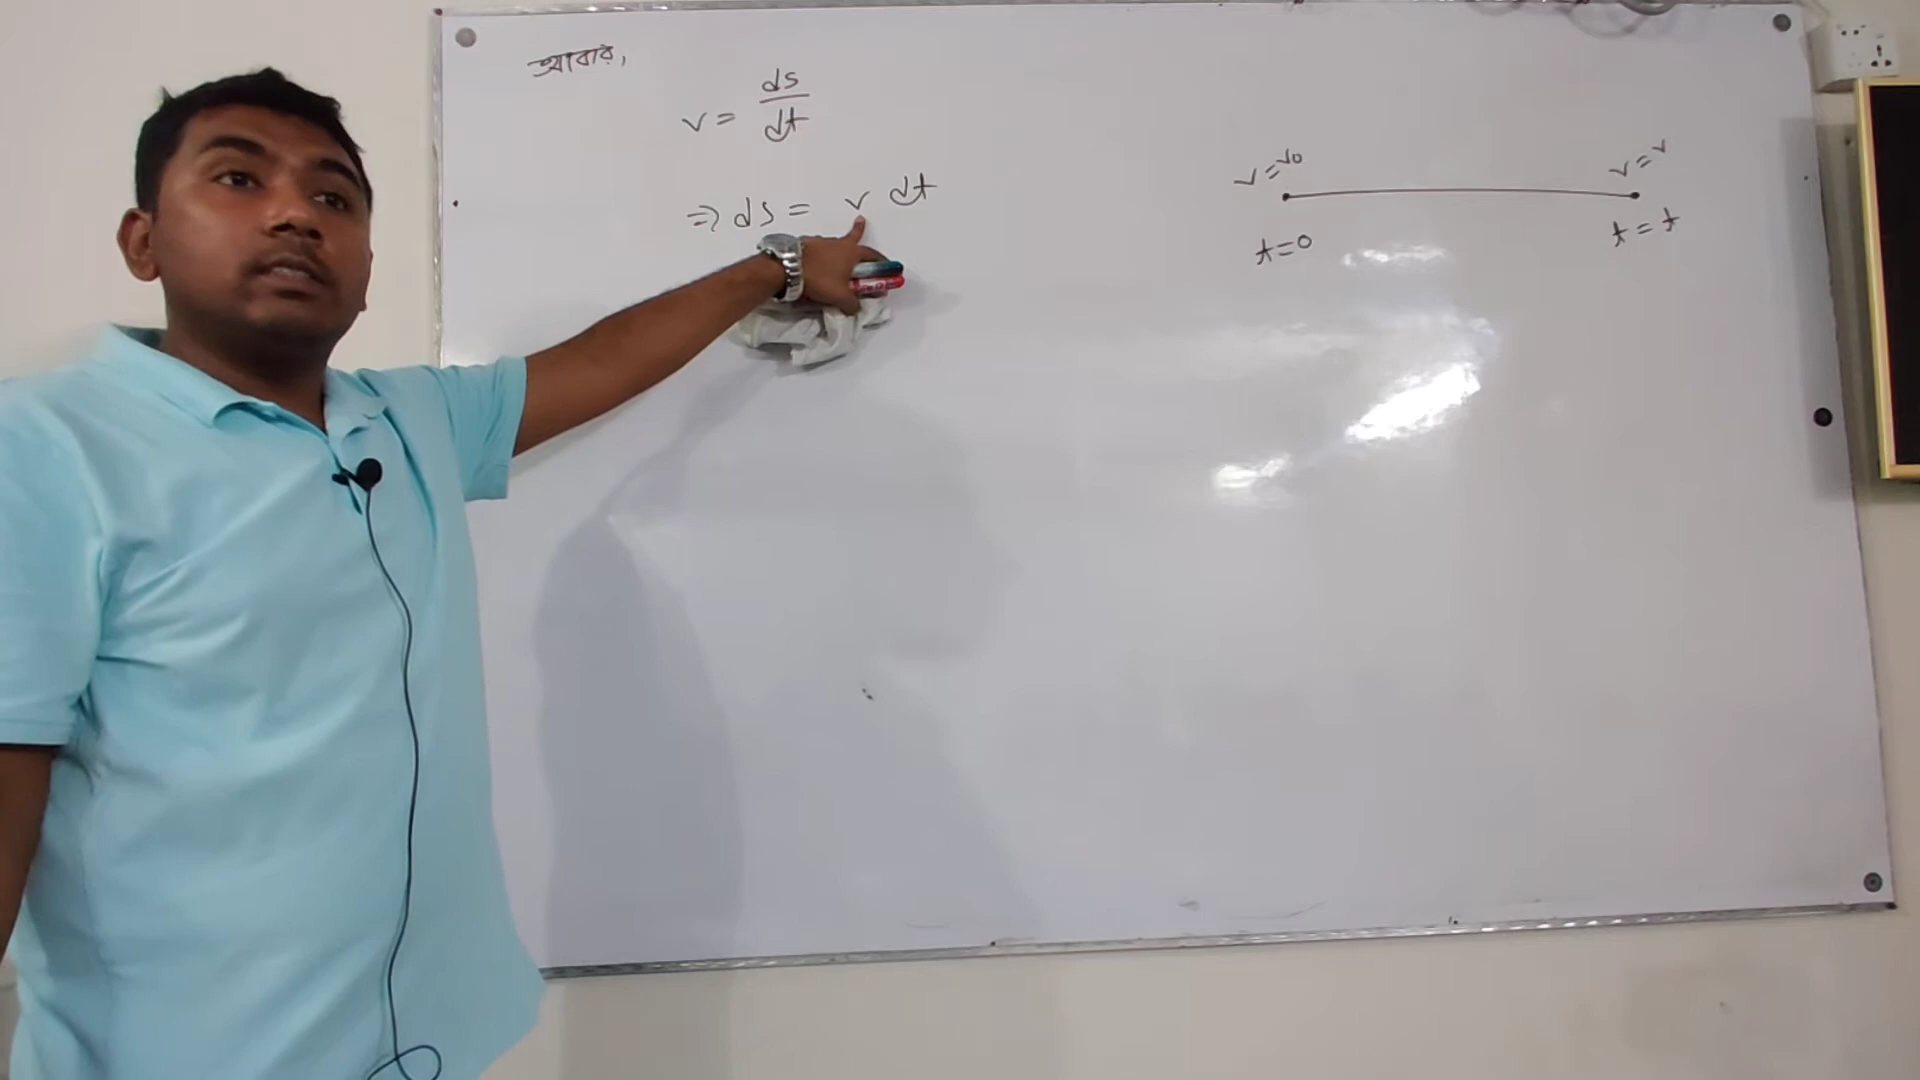 আবার,
v = ds/dt
⇒ ds = v dt
v = v0
v = v
t = 0
t = t